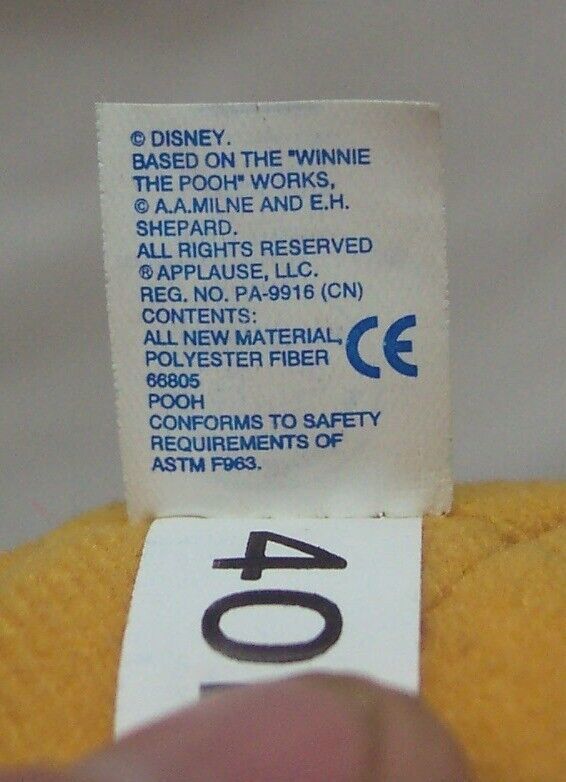 © DISNEY.
BASED ON THE "WINNIE
THE POOH" WORKS,
© A.A.MILNE AND E.H.
SHEPARD.
ALL RIGHTS RESERVED
® APPLAUSE, LLC.
REG. NO. PA-9916 (CN)
CONTENTS:
ALL NEW MATERIAL,
POLYESTER FIBER
66805
POOH
CONFORMS TO SAFETY
REQUIREMENTS OF
ASTM F963.
CE
40